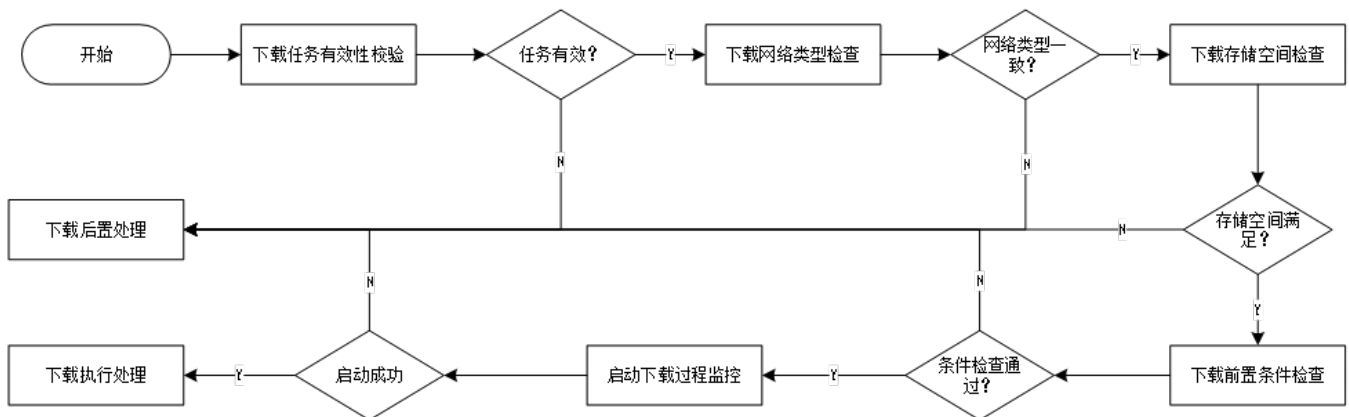 开始
下载任务有效性校验
任务有效？
Y
下载网络类型检查
网络类型一
致？
Y
下载存储空间检查
N
N
下载后置处理
N
存储空间满
足？
N
N
Y
下载执行处理
Y
启动成功
启动下载过程监控
Y
条件检查通
过？
下载前置条件检查